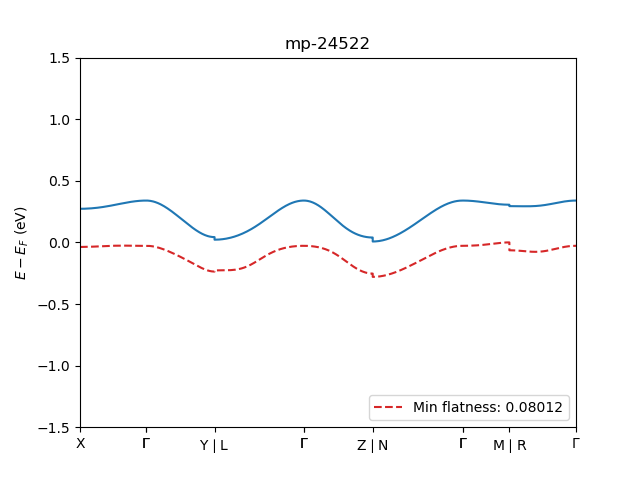 mp-24522
1.5
1.0
0.5
0.0
−0.5
−1.0
−1.5
E − E_F (eV)
Min flatness: 0.08012
X Γ Y | L Γ Z | N Γ M | R Γ